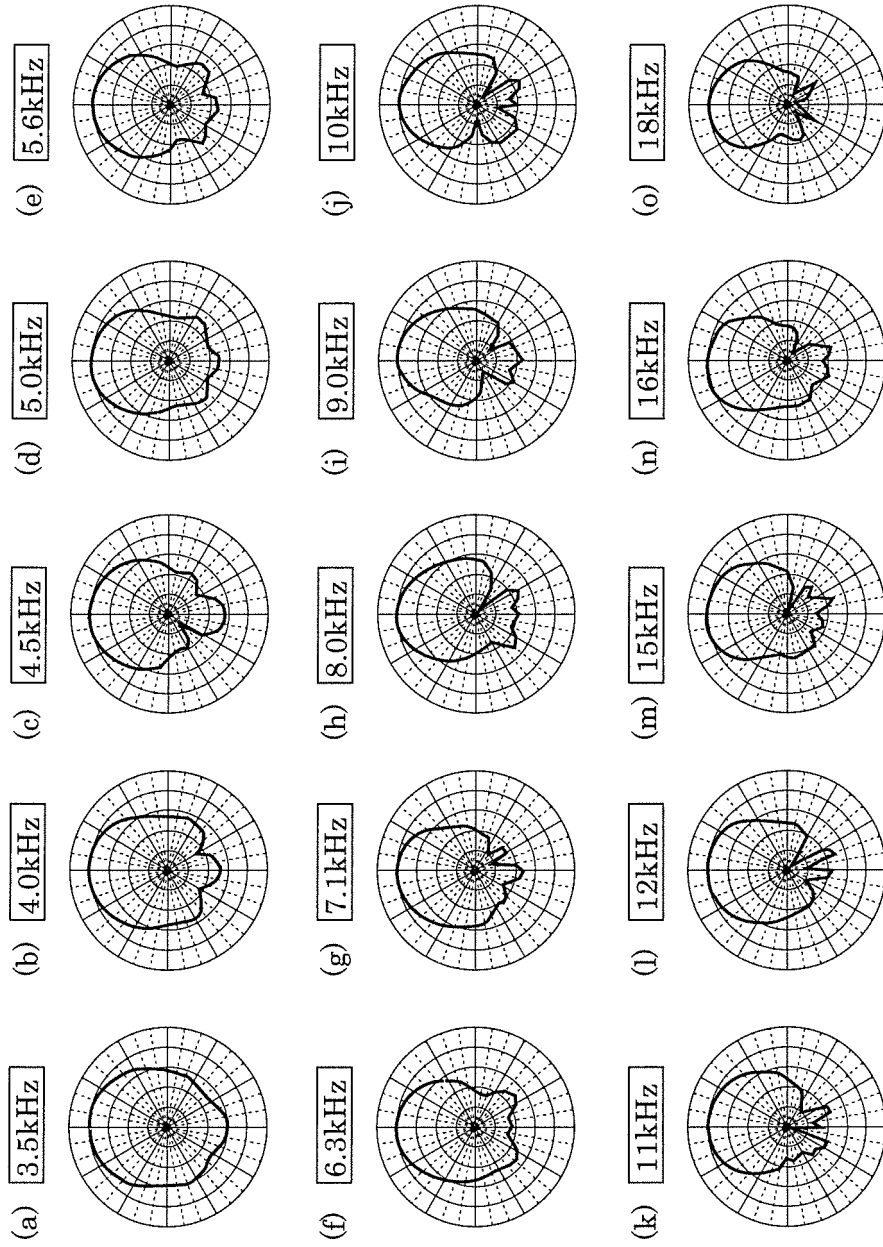 (a) 3.5kHz
(b) 4.0kHz
(c) 4.5kHz
(d) 5.0kHz
(e) 5.6kHz
(f) 6.3kHz
(g) 7.1kHz
(h) 8.0kHz
(i) 9.0kHz
(j) 10kHz
(k) 11kHz
(l) 12kHz
(m) 15kHz
(n) 16kHz
(o) 18kHz